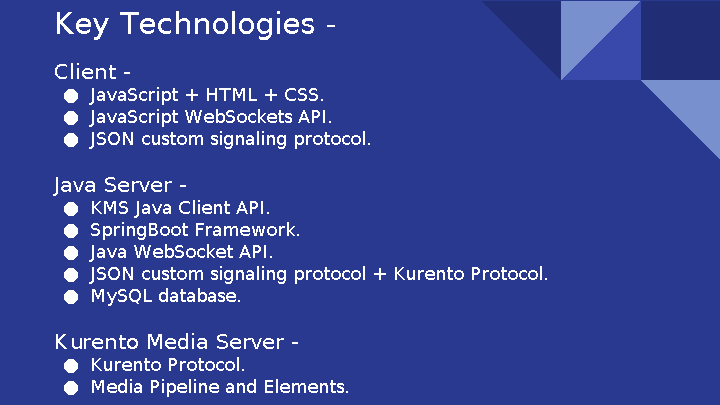 Key Technologies -
Client -
● JavaScript + HTML + CSS.
● JavaScript WebSockets API.
● JSON custom signaling protocol.
Java Server -
● KMS Java Client API.
● SpringBoot Framework.
● Java WebSocket API.
● JSON custom signaling protocol + Kurento Protocol.
● MySQL database.
Kurento Media Server -
● Kurento Protocol.
● Media Pipeline and Elements.